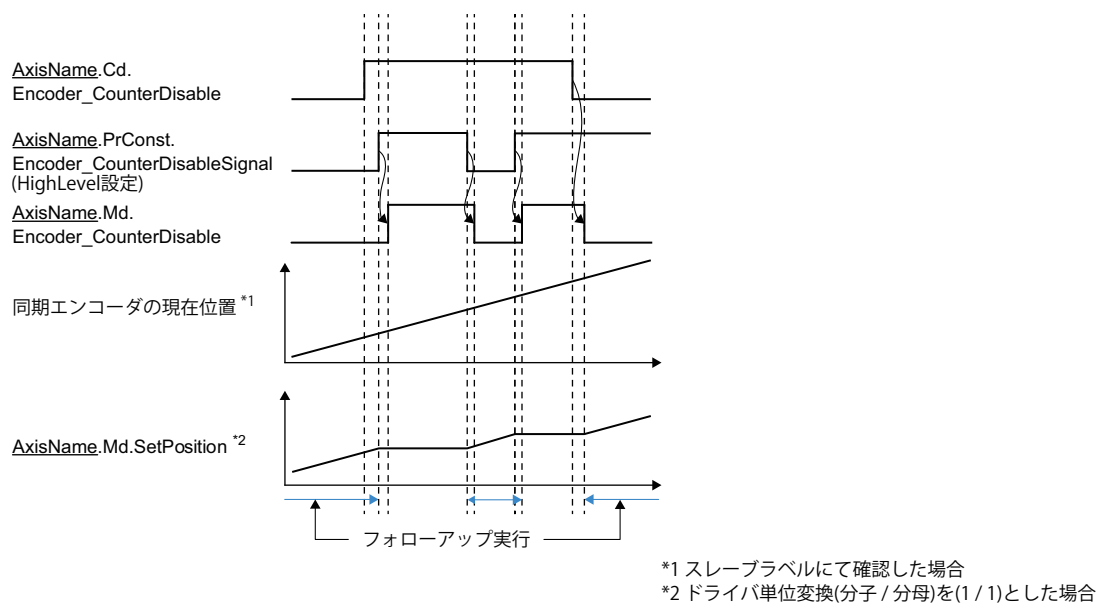 AxisName.Cd.
Encoder_CounterDisable
AxisName.PrConst.
Encoder_CounterDisableSignal
(HighLevel設定)
AxisName.Md.
Encoder_CounterDisable
同期エンコーダの現在位置 *1
AxisName.Md.SetPosition *2
フォローアップ実行
*1 スレーブラベルにて確認した場合
*2 ドライバ単位変換(分子 / 分母)を(1 / 1)とした場合